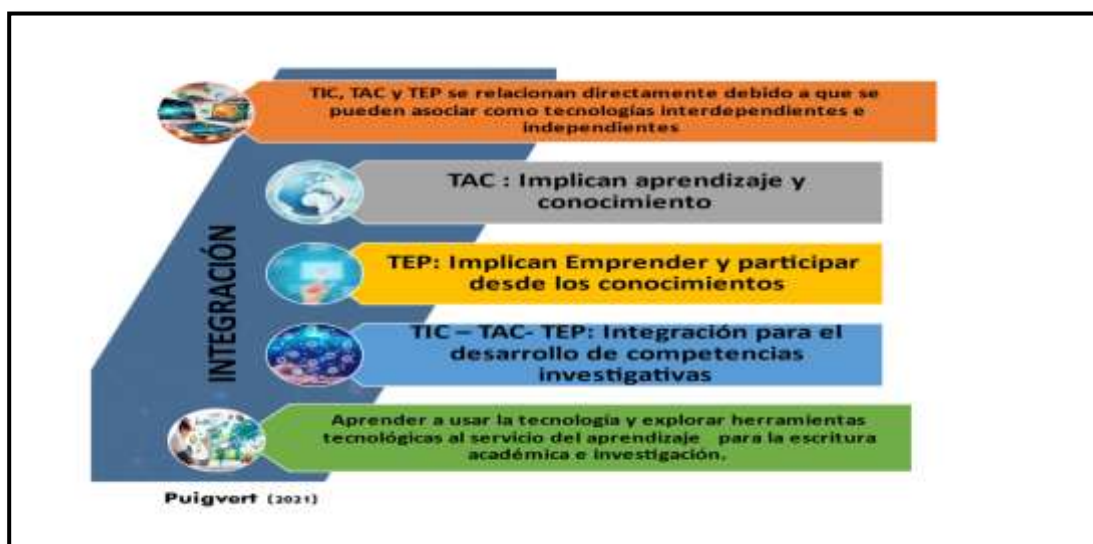 TIC, TAC y TEP se relacionan directamente debido a que se
pueden asociar como tecnologías interdependientes e
independientes
TAC : Implican aprendizaje y
conocimiento
TEP: Implican Emprender y participar
desde los conocimientos
TIC – TAC- TEP: Integración para el
desarrollo de competencias
investigativas
Aprender a usar la tecnología y explorar herramientas
tecnológicas al servicio del aprendizaje para la escritura
académica e investigación.
INTEGRACIÓN
Puigvert (2021)